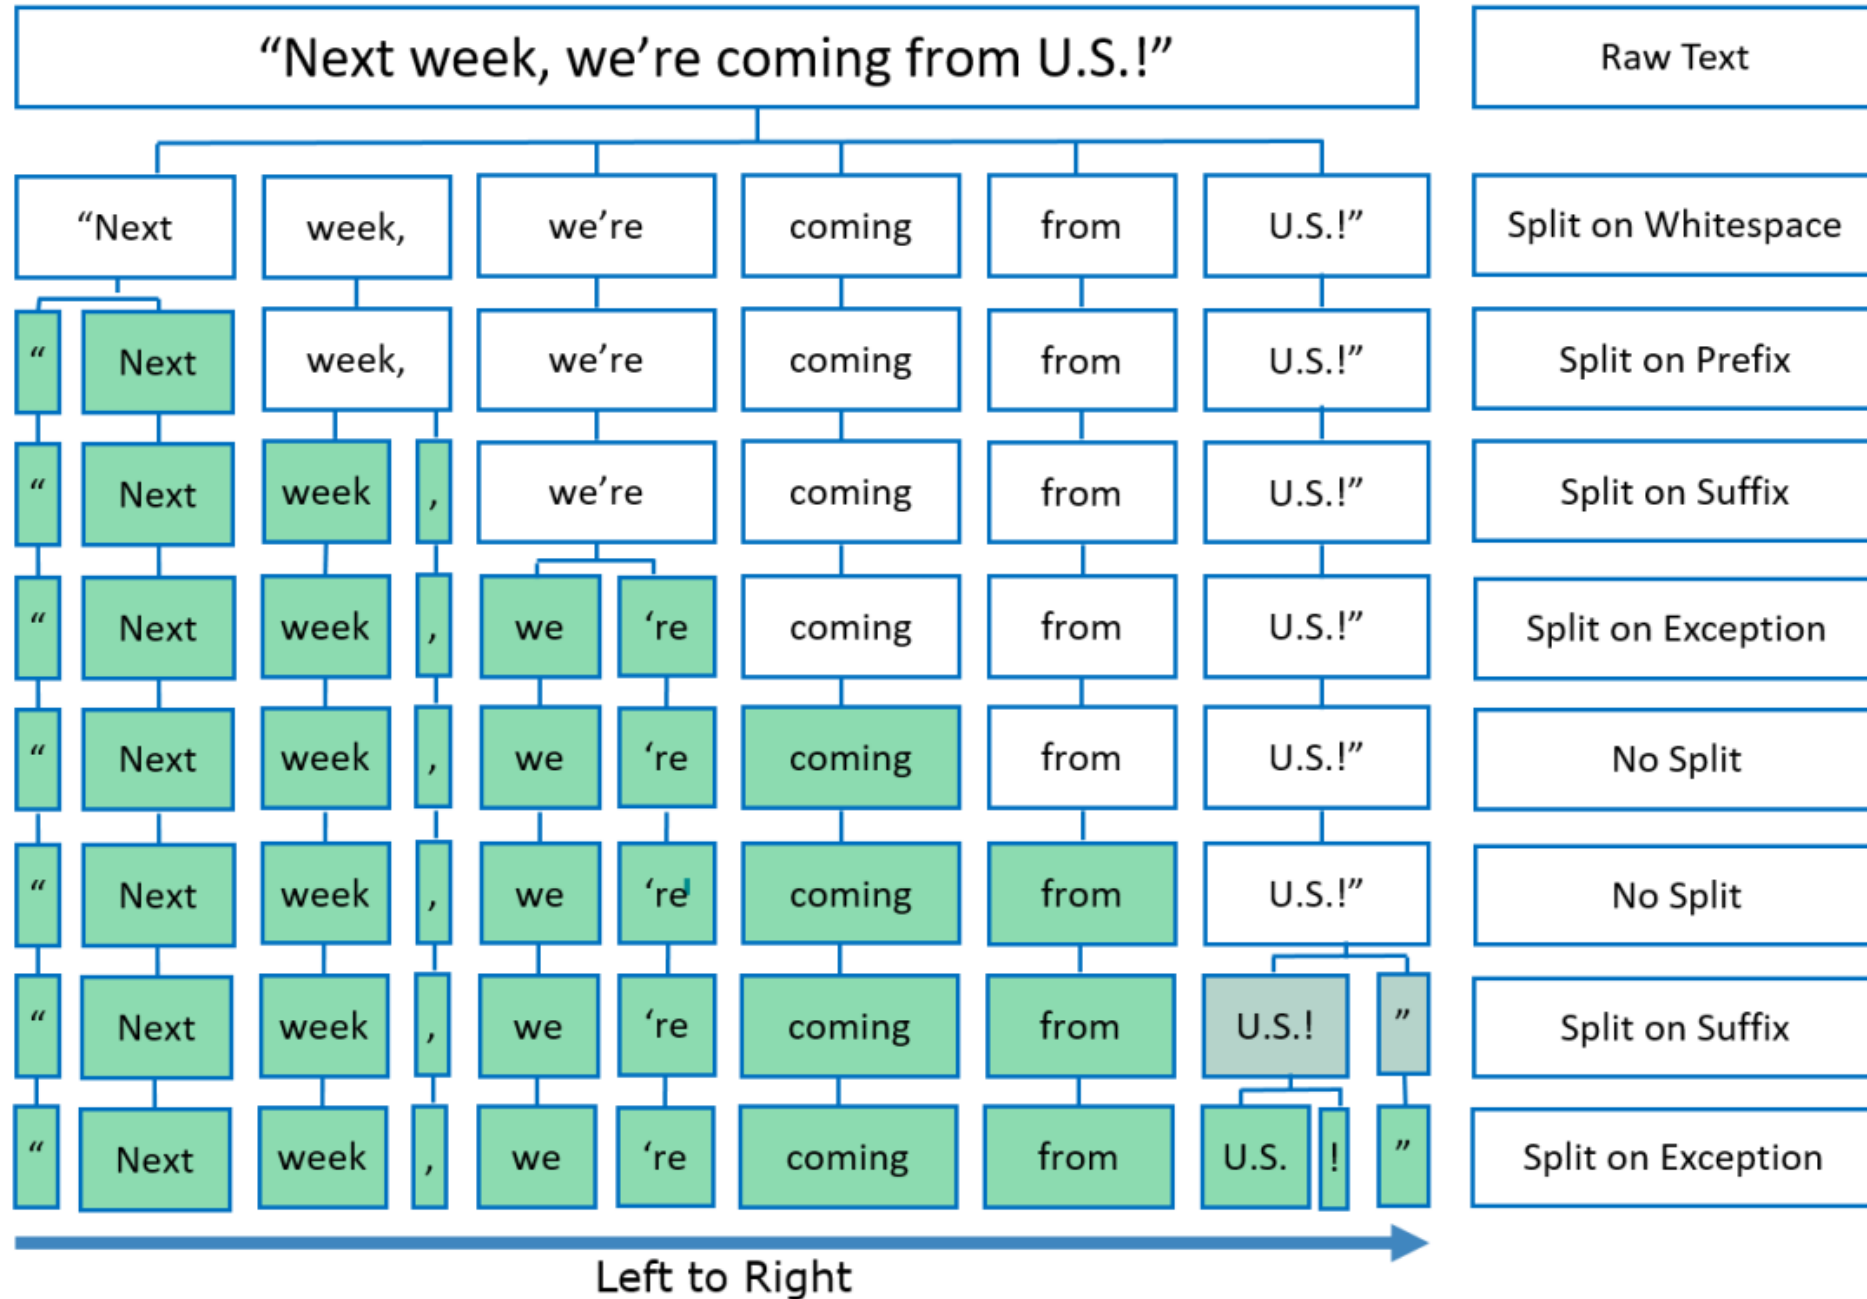 “Next week, we’re coming from U.S.!” Raw Text
“Next week, we’re coming from U.S.!” Split on Whitespace
“ Next week, we’re coming from U.S.!” Split on Prefix
“ Next week , we’re coming from U.S.!” Split on Suffix
“ Next week , we ‘re coming from U.S.!” Split on Exception
“ Next week , we ‘re coming from U.S.!” No Split
“ Next week , we ‘re coming from U.S.!” No Split
“ Next week , we ‘re coming from U.S.! ” Split on Suffix
“ Next week , we ‘re coming from U.S. ! ” Split on Exception
Left to Right